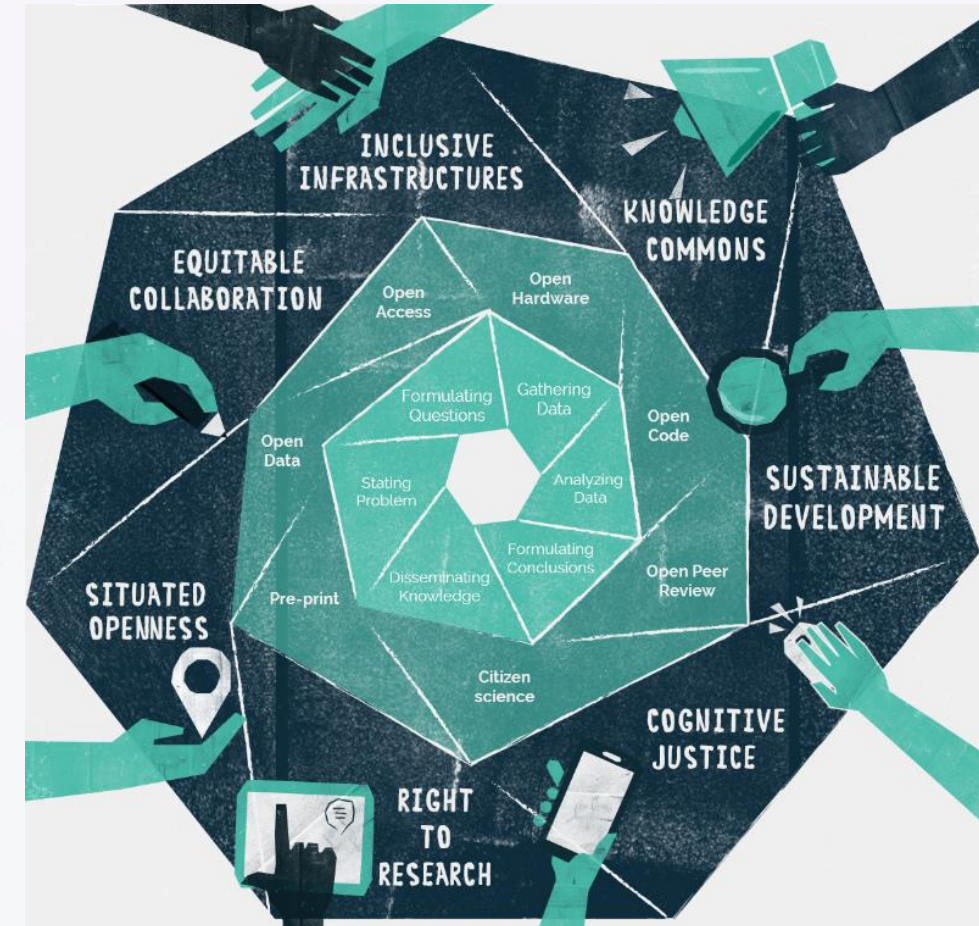 INCLUSIVE
INFRASTRUCTURES
KNOWLEDGE
COMMONS
EQUITABLE
COLLABORATION
SUSTAINABLE
DEVELOPMENT
SITUATED
OPENNESS
COGNITIVE
JUSTICE
RIGHT
TO
RESEARCH
Open
Access
Open
Hardware
Open
Code
Open Peer
Review
Citizen
science
Pre-print
Open
Data
Formulating
Questions
Gathering
Data
Analyzing
Data
Formulating
Conclusions
Disseminating
Knowledge
Stating
Problem